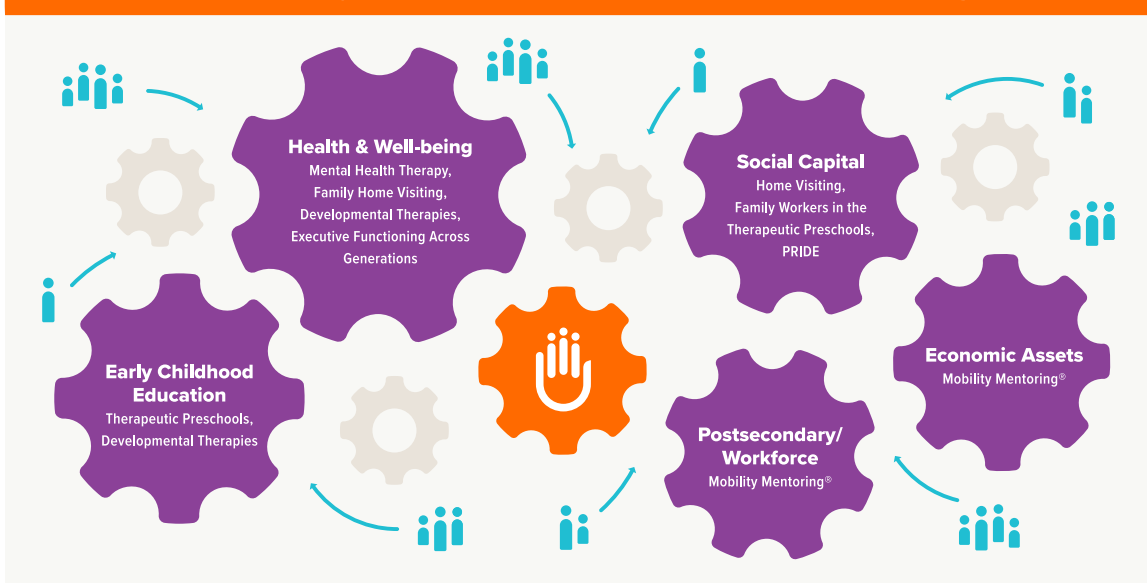 Health & Well-being
Mental Health Therapy,
Family Home Visiting,
Developmental Therapies,
Executive Functioning Across
Generations
Social Capital
Home Visiting,
Family Workers in the
Therapeutic Preschools,
PRIDE
Early Childhood
Education
Therapeutic Preschools,
Developmental Therapies
Postsecondary/
Workforce
Mobility Mentoring®
Economic Assets
Mobility Mentoring®